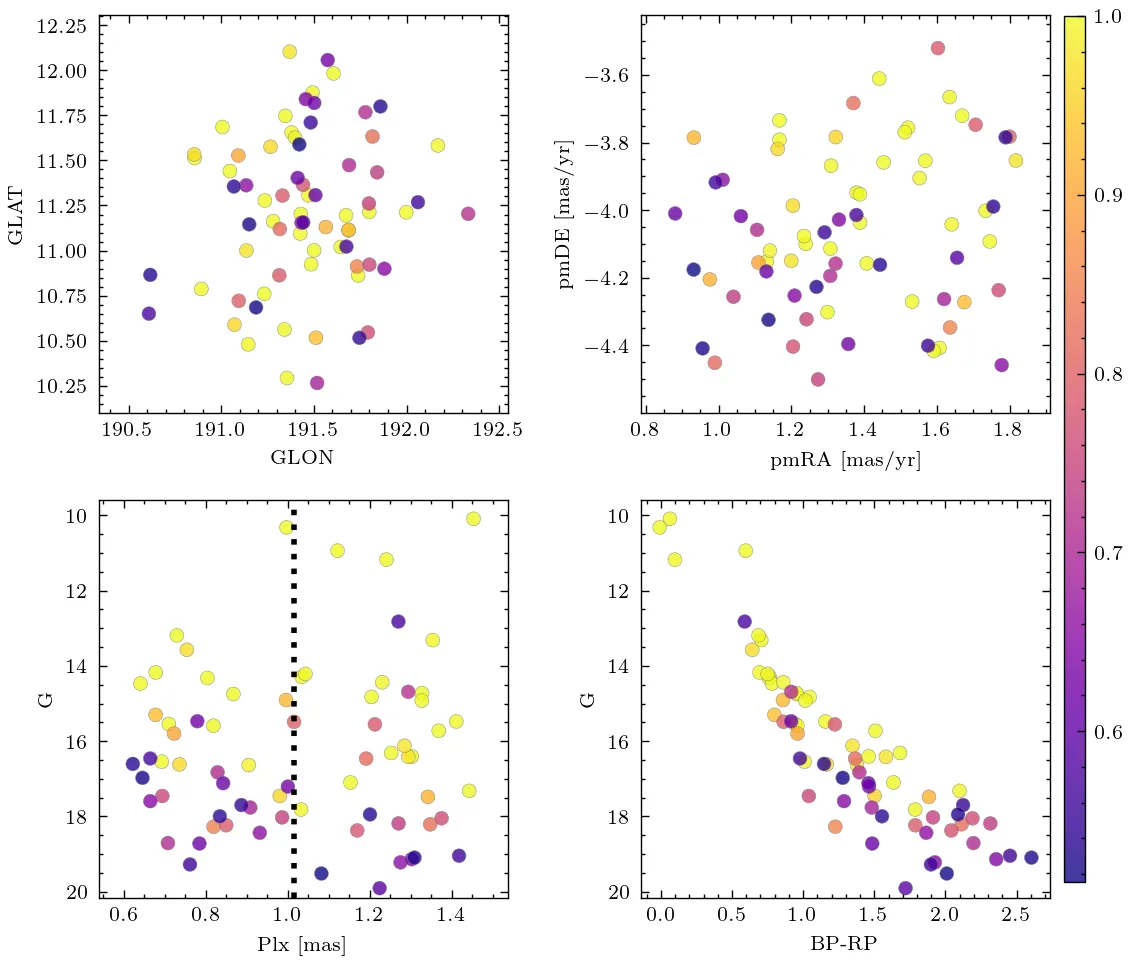 12.25
12.00
11.75
11.50
11.25
11.00
10.75
10.50
10.25
GLAT
190.5 191.0 191.5 192.0 192.5
GLON
−3.6
−3.8
−4.0
−4.2
−4.4
pmDE [mas/yr]
0.8 1.0 1.2 1.4 1.6 1.8
pmRA [mas/yr]
1.0
0.9
0.8
0.7
0.6
10
12
14
16
18
20
G
0.6 0.8 1.0 1.2 1.4
Plx [mas]
10
12
14
16
18
20
G
0.0 0.5 1.0 1.5 2.0 2.5
BP-RP